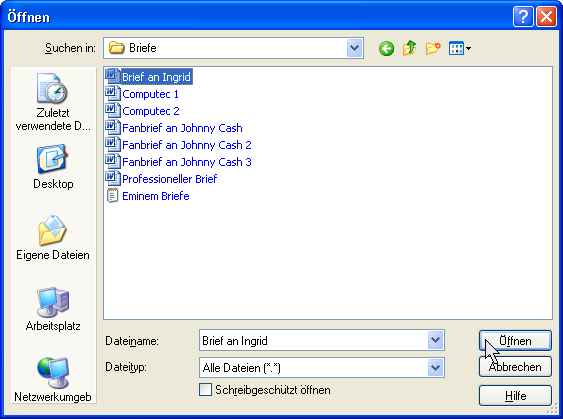 Öffnen
Suchen in:
Briefe
Zuletzt
verwendete D...
Desktop
Eigene Dateien
Arbeitsplatz
Netzwerkumgeb
Brief an Ingrid
Computec 1
Computec 2
Fanbrief an Johnny Cash
Fanbrief an Johnny Cash 2
Fanbrief an Johnny Cash 3
Professioneller Brief
Eminem Briefe
Dateiname:
Brief an Ingrid
Öffnen
Dateityp:
Alle Dateien (*.*)
Abbrechen
Schreibgeschützt öffnen
Hilfe